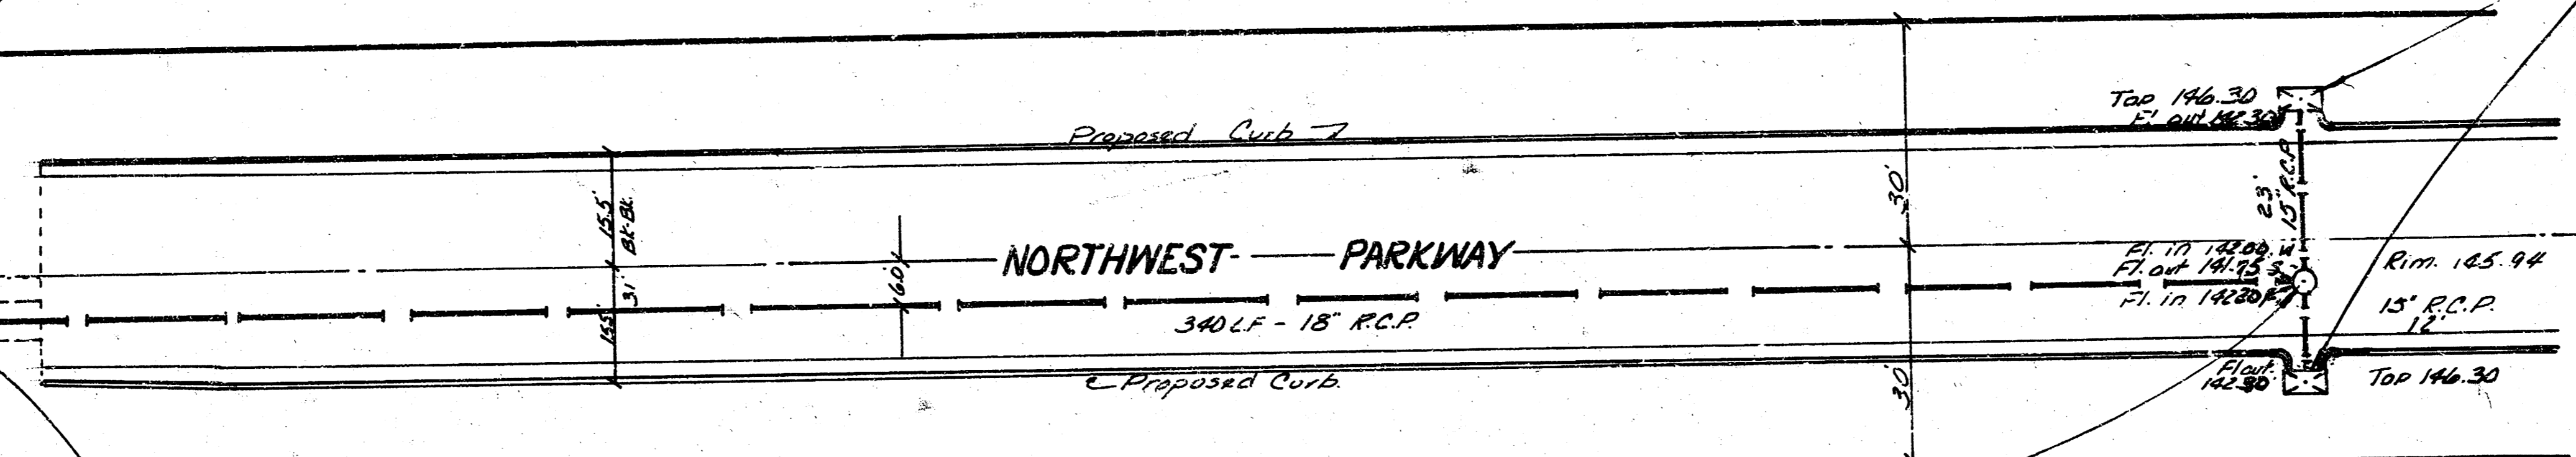 Top 146.30
Fl. out 142.30
Proposed Curb
15.5'
BK-BK.
31'
15.5'
6.0'
NORTHWEST PARKWAY
30'
23'
15" R.C.P.
Fl. in 142.00
Fl. out 141.75 S
Fl. in
Rim. 145.94
340 L.F - 18" R.C.P.
15" R.C.P.
12'
Proposed Curb.
30'
Fl out.
142.30
Top 146.30